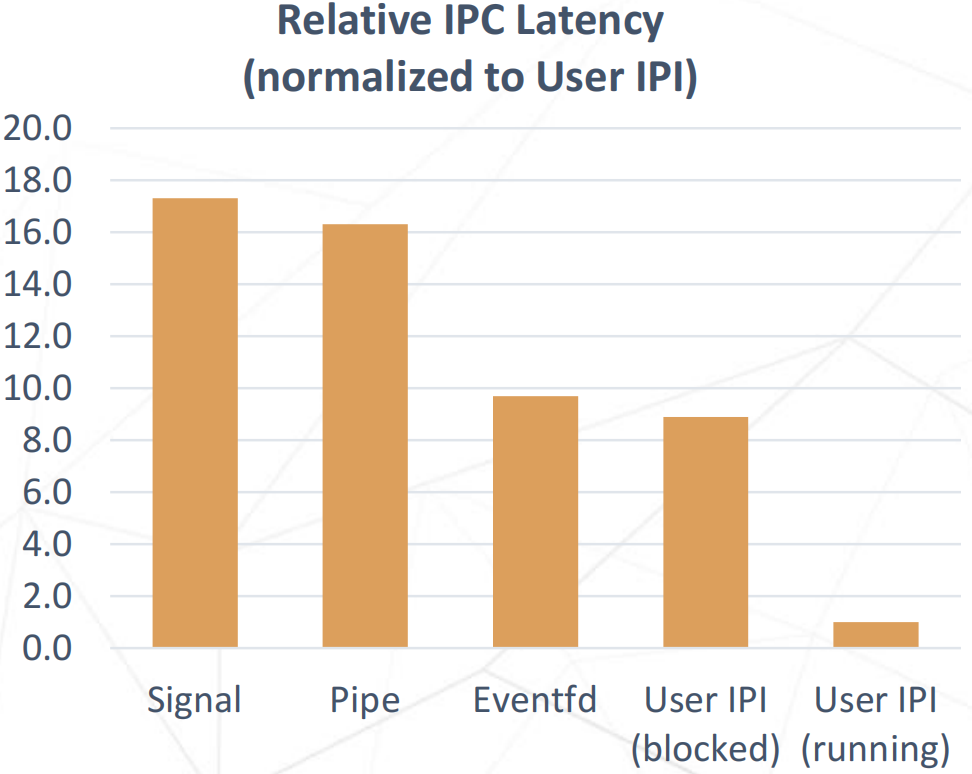 Relative IPC Latency
(normalized to User IPI)
20.0
18.0
16.0
14.0
12.0
10.0
8.0
6.0
4.0
2.0
0.0
Signal
Pipe
Eventfd
User IPI
(blocked)
User IPI
(running)